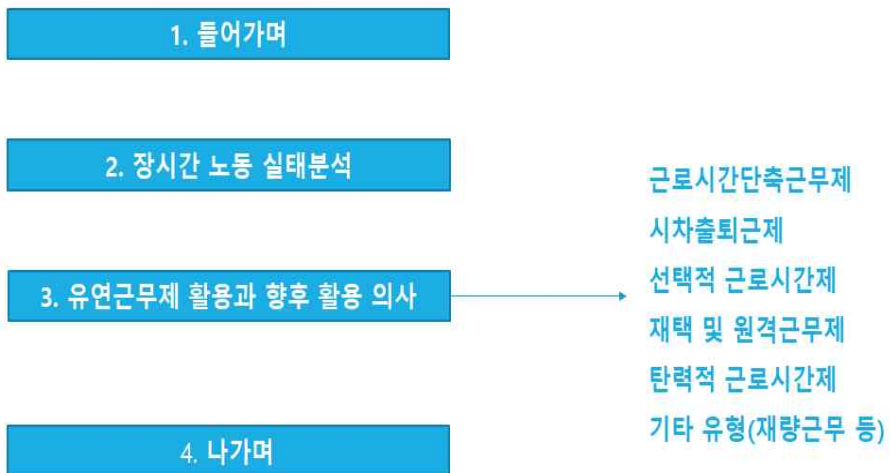 1. 들어가며
2. 장시간 노동 실태분석
3. 유연근무제 활용과 향후 활용 의사
근로시간단축근무제
시차출퇴근제
선택적 근로시간제
재택 및 원격근무제
탄력적 근로시간제
기타 유형(재량근무 등)
4. 나가며